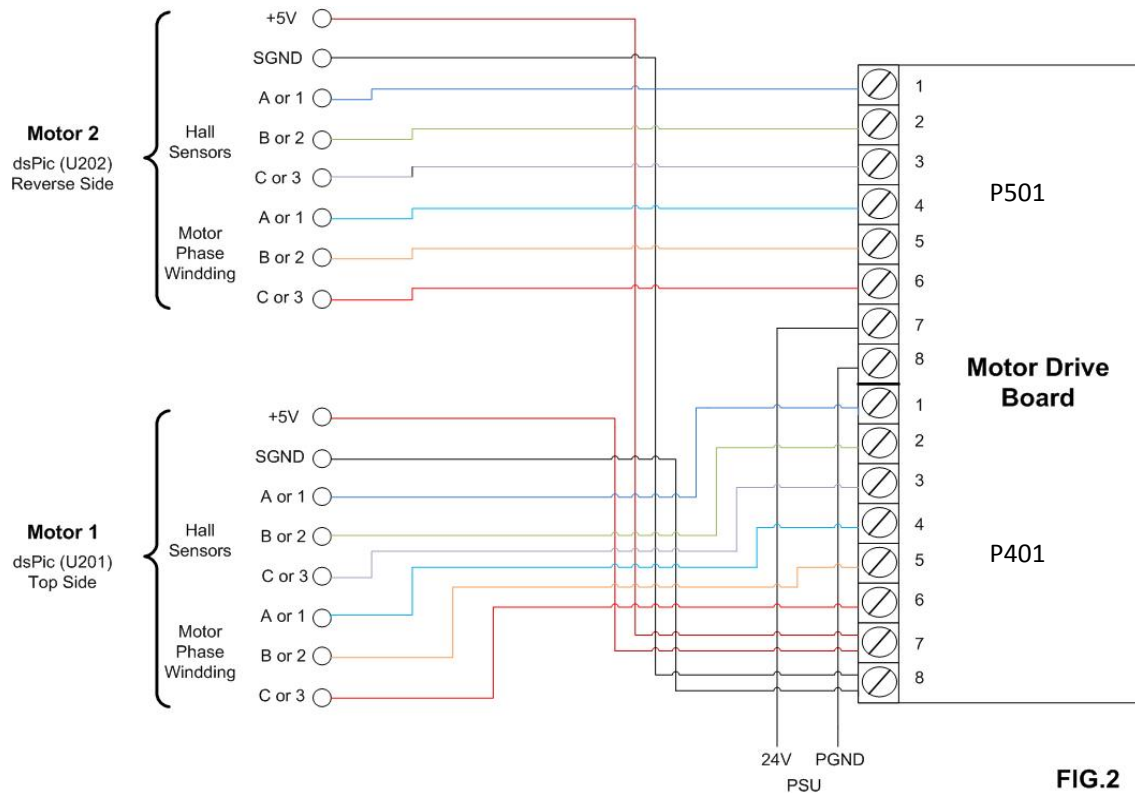 +5V
SGND
A or 1
B or 2
C or 3
A or 1
B or 2
C or 3
Motor 2
dsPic (U202)
Reverse Side
Hall
Sensors
Motor
Phase
Windding
1
2
3
4
5
6
7
8
P501
Motor Drive
Board
+5V
SGND
A or 1
B or 2
C or 3
A or 1
B or 2
C or 3
Motor 1
dsPic (U201)
Top Side
Hall
Sensors
Motor
Phase
Windding
1
2
3
4
5
6
7
8
P401
24V PGND
PSU
FIG.2